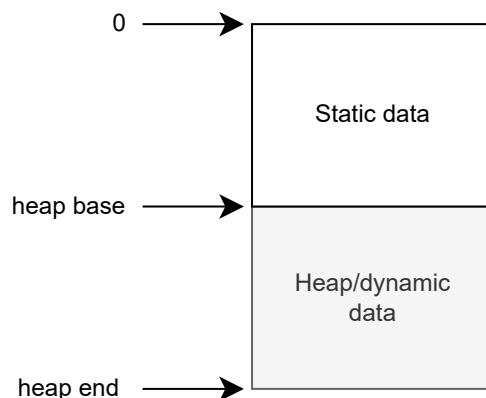 0
Static data
heap base
Heap/dynamic
data
heap end